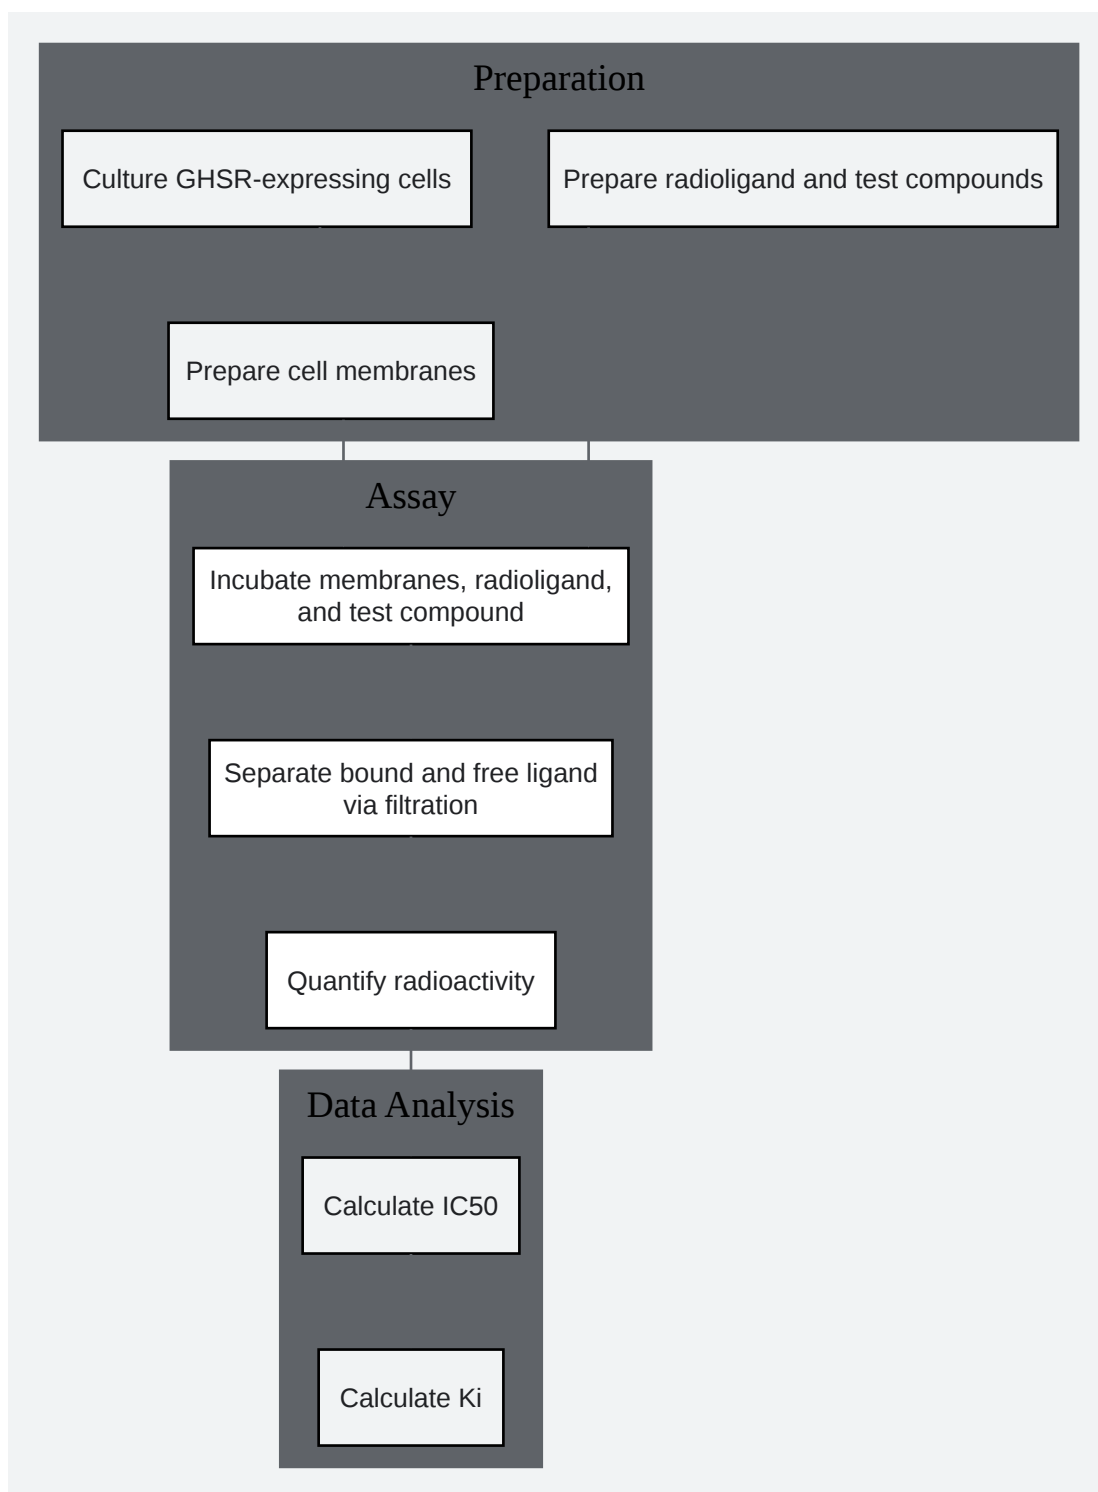 Preparation
Culture GHSR-expressing cells
Prepare radioligand and test compounds
Prepare cell membranes
Assay
Incubate membranes, radioligand,
and test compound
Separate bound and free ligand
via filtration
Quantify radioactivity
Data Analysis
Calculate IC50
Calculate Ki